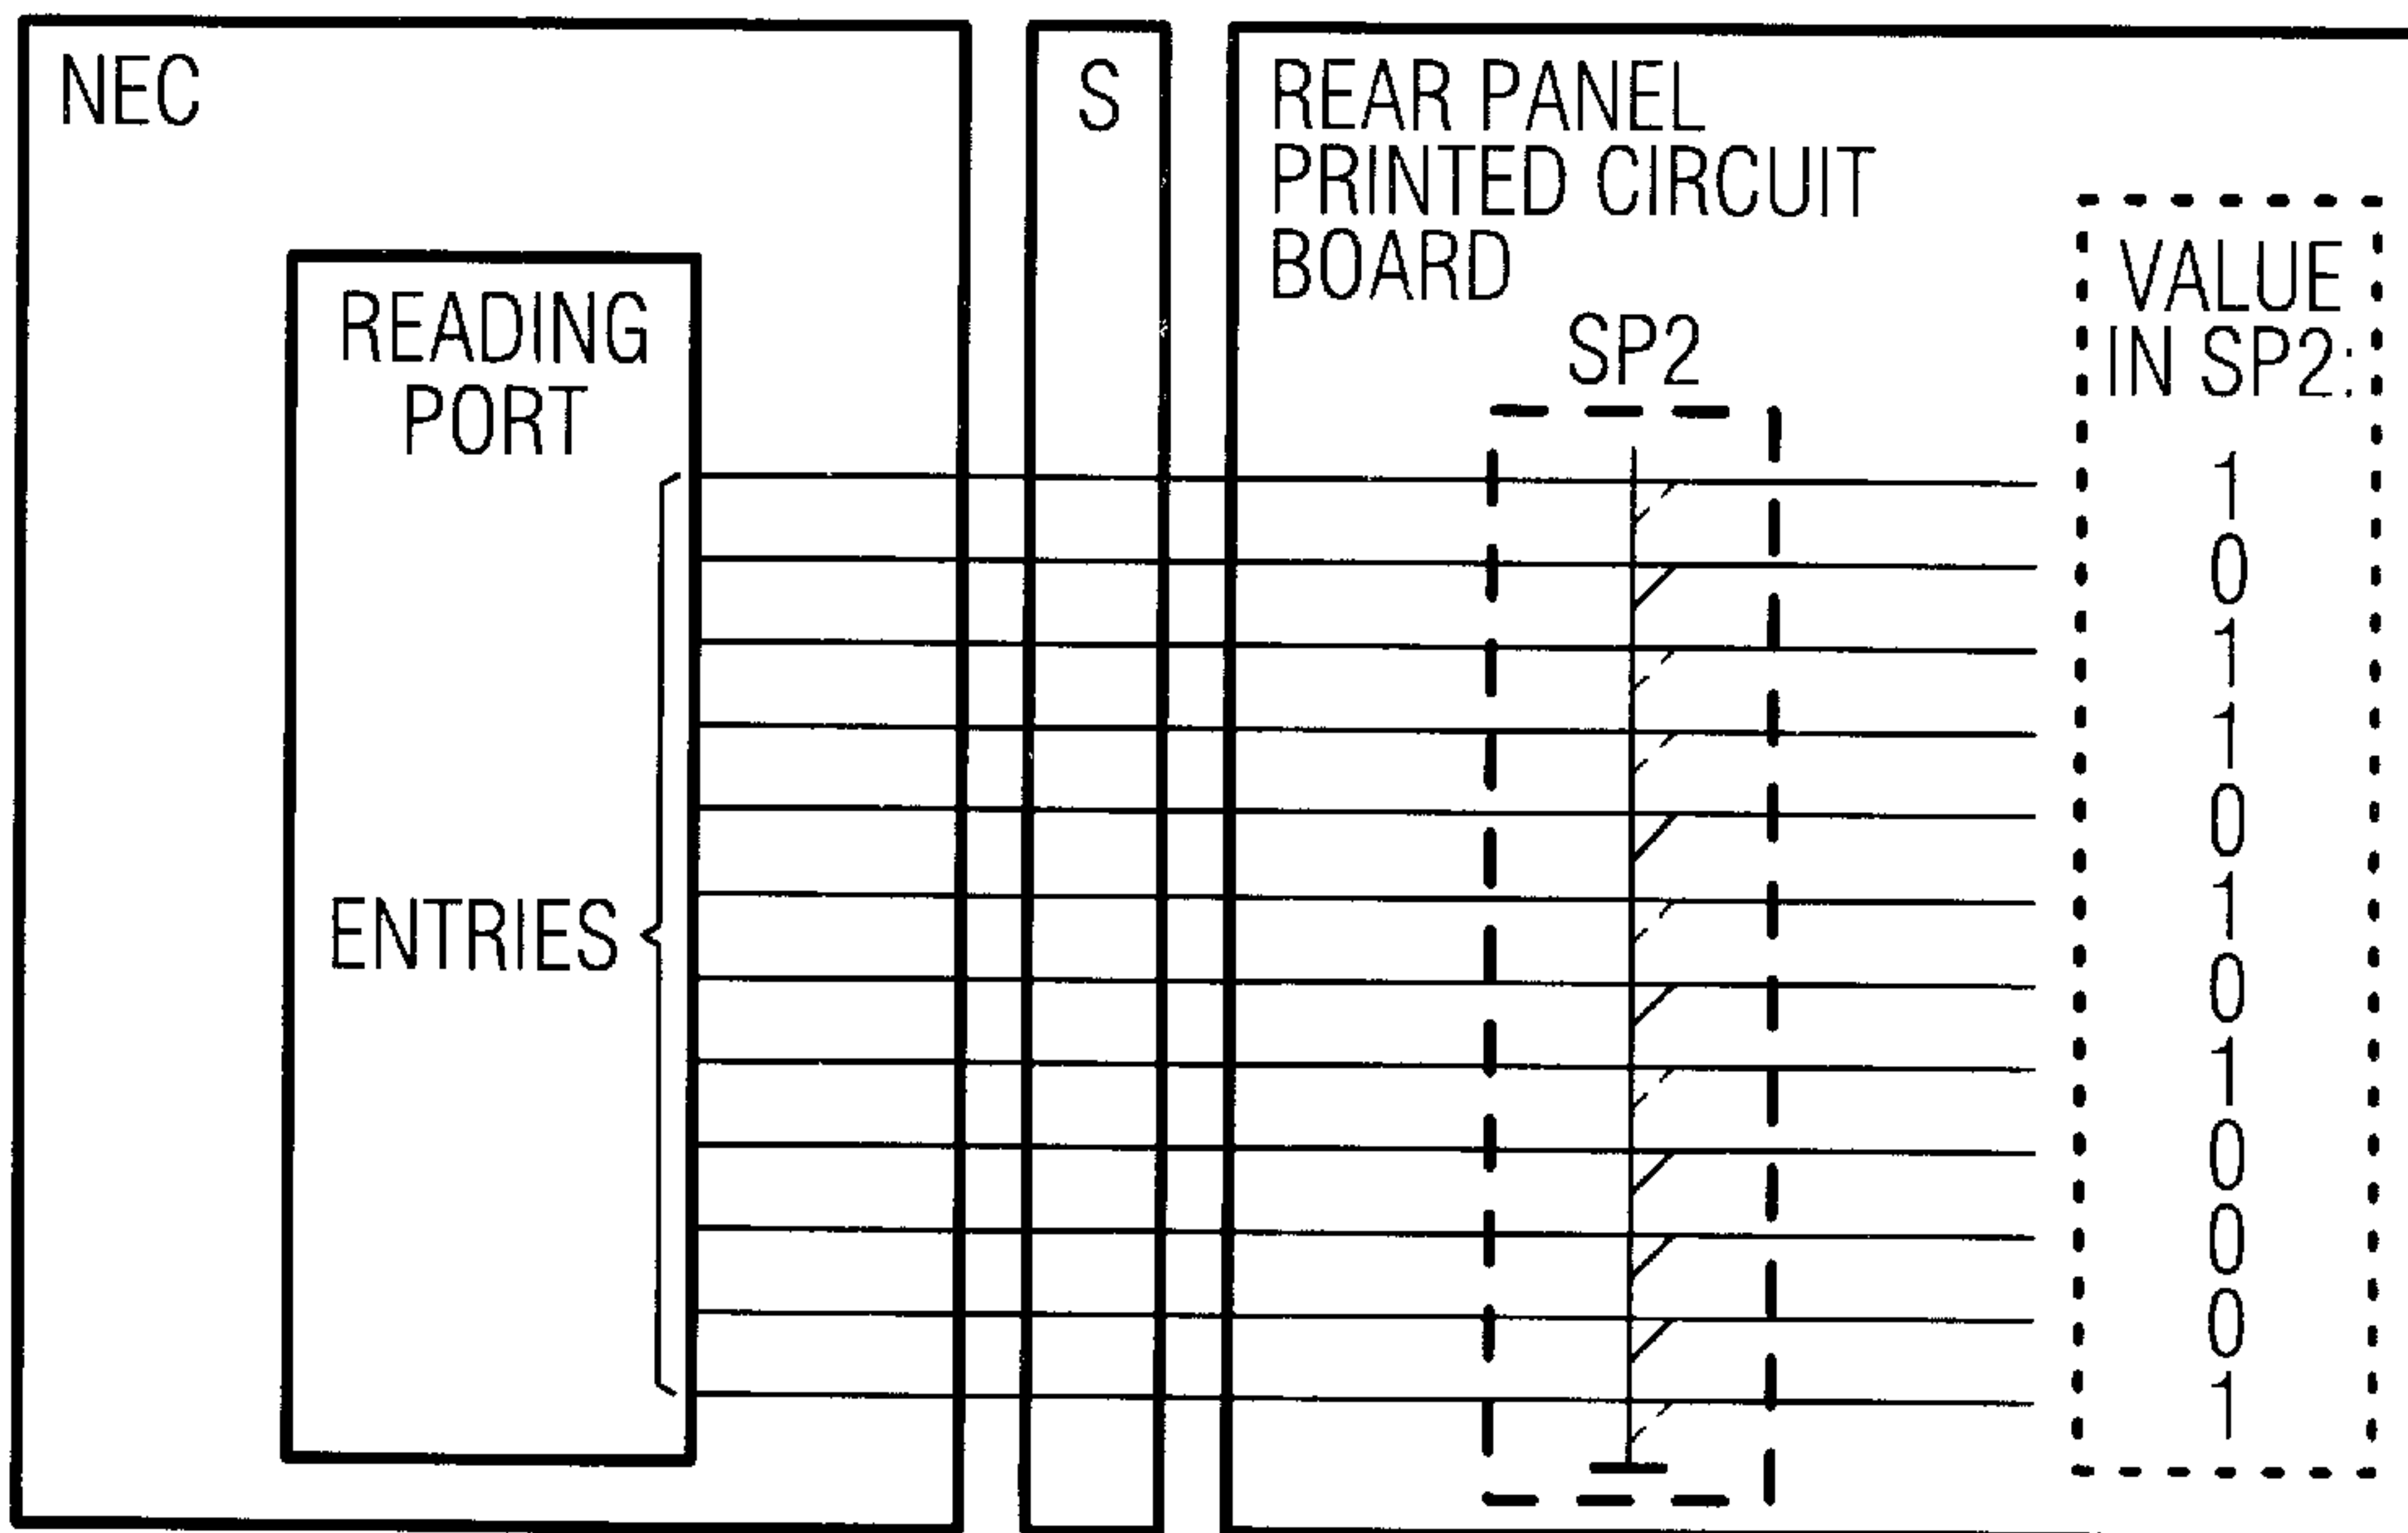 NEC
READING
PORT
ENTRIES
S
REAR PANEL
PRINTED CIRCUIT
BOARD
SP2
VALUE
IN SP2:
1
0
1
1
0
1
0
1
0
0
0
1